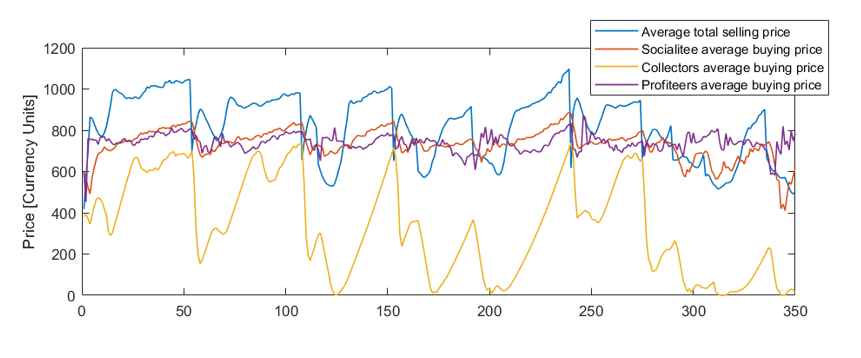 Average total selling price
Socialitee average buying price
Collectors average buying price
Profiteers average buying price
1200
1000
800
600
400
200
0
Price [Currency Units]
0 50 100 150 200 250 300 350